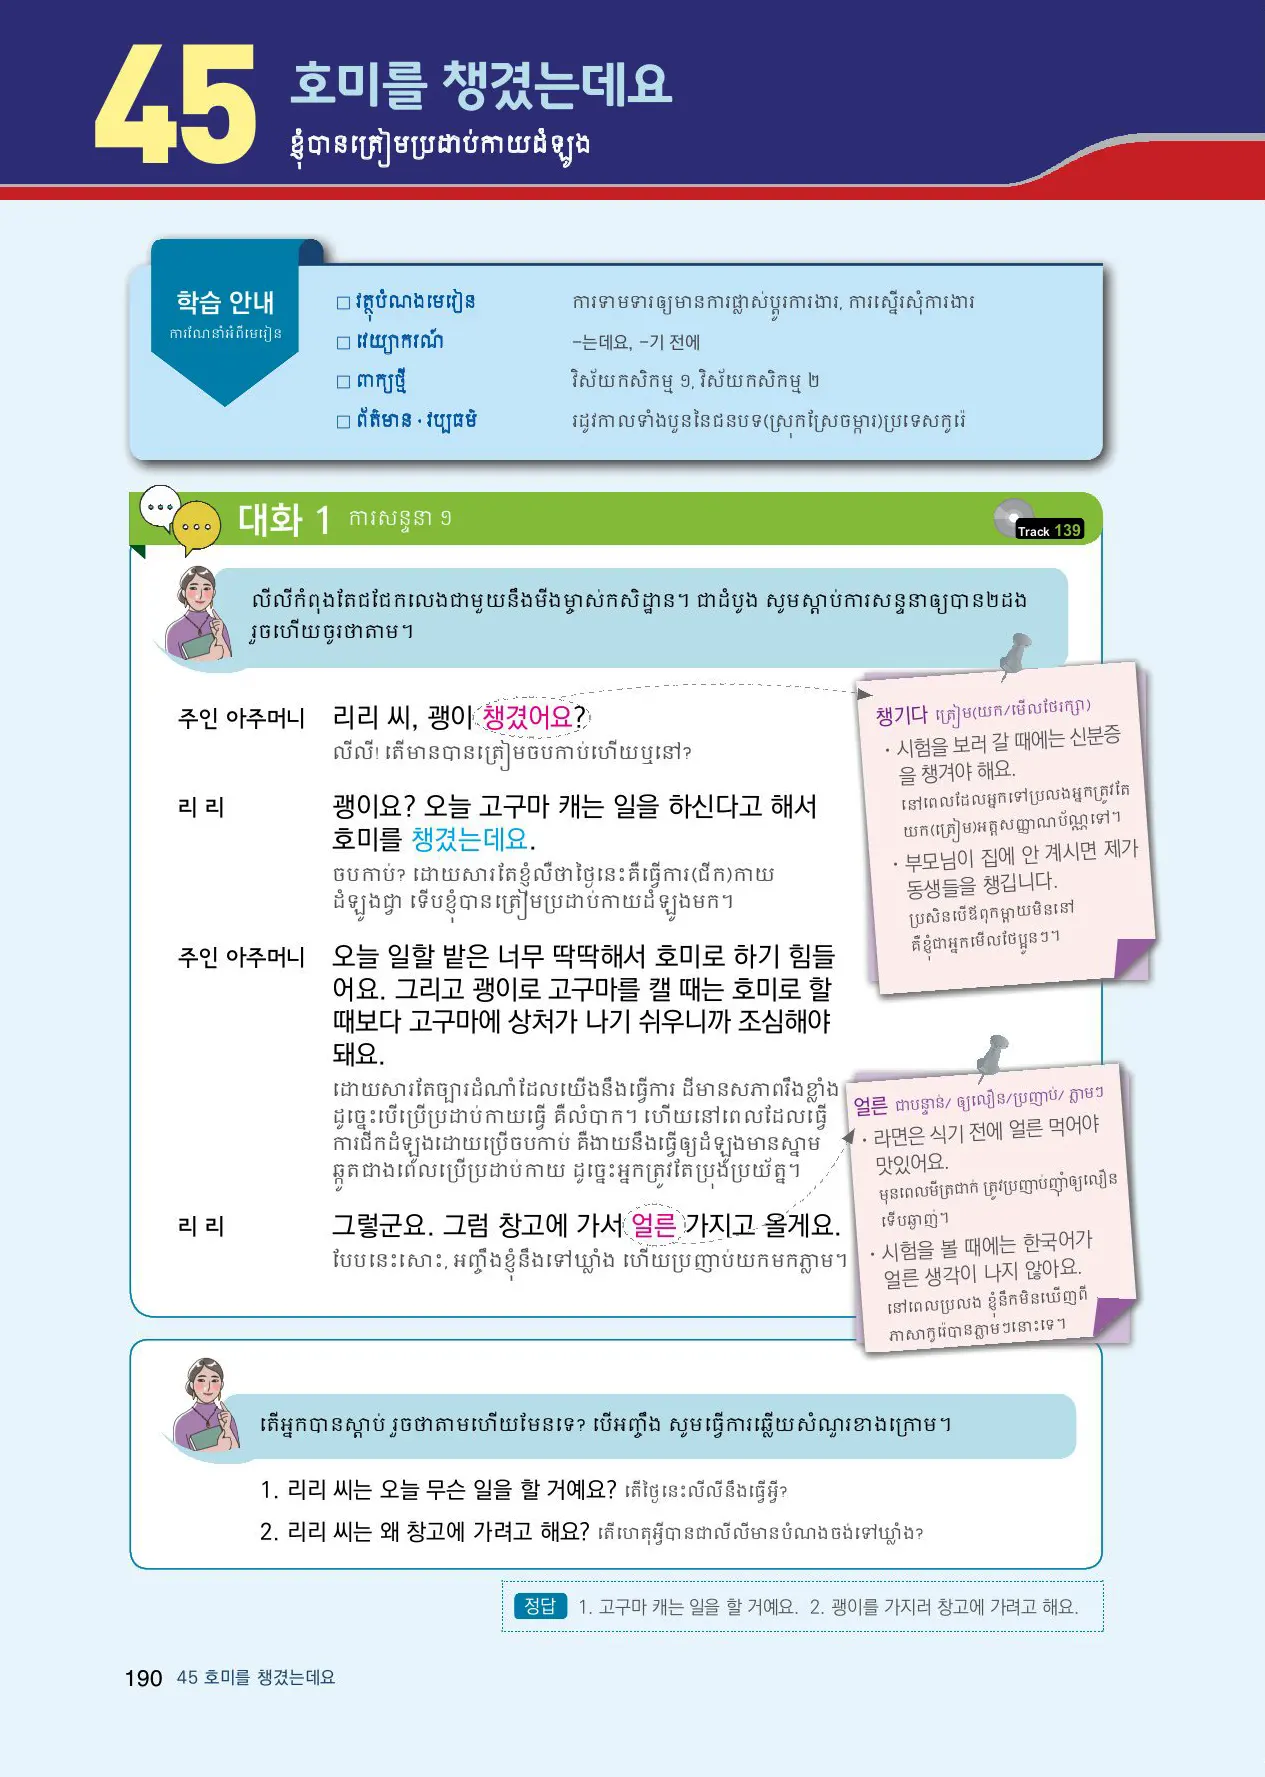 45
호미를 챙겼는데요
ខ្ញុំបានត្រៀមប្រដាប់កាយដំឡូង
학습 안내
ការណែនាំអំពីមេរៀន
□ វត្ថុបំណងមេរៀន ការទាមទារឲ្យមានការផ្លាស់ប្ដូរការងារ, ការស្នើរសុំការងារ
□ វេយ្យាករណ៍ -는데요, -기 전에
□ ពាក្យថ្មី វិស័យកសិកម្ម ១, វិស័យកសិកម្ម ២
□ ព័ត៌មាន · វប្បធម៌ រដូវកាលទាំងបួននៃជនបទ(ស្រុកស្រែចម្ការ)ប្រទេសកូរ៉េ
대화 1 ការសន្ទនា ១
Track 139
លីលីកំពុងតែជជែកលេងជាមួយនឹងមីងម្ចាស់កសិដ្ឋាន។ ជាដំបូង សូមស្ដាប់ការសន្ទនាឲ្យបាន២ដង
រួចហើយចូរថាតាម។
주인 아주머니 리리 씨, 괭이 챙겼어요?
លីលី! តើមានបានត្រៀមចបកាប់ហើយឬនៅ?
리 리 괭이요? 오늘 고구마 캐는 일을 하신다고 해서
호미를 챙겼는데요.
ចបកាប់? ដោយសារតែខ្ញុំលឺថាថ្ងៃនេះគឺធ្វើការ(ជីក)កាយ
ដំឡូងជ្វា ទើបខ្ញុំបានត្រៀមប្រដាប់កាយដំឡូងមក។
주인 아주머니 오늘 일할 밭은 너무 딱딱해서 호미로 하기 힘들
어요. 그리고 괭이로 고구마를 캘 때는 호미로 할
때보다 고구마에 상처가 나기 쉬우니까 조심해야
돼요.
ដោយសារតែច្បារដំណាំដែលយើងនឹងធ្វើការ ដីមានសភាពរឹងខ្លាំង
ដូច្នេះបើប្រើប្រដាប់កាយធ្វើ គឺលំបាក។ ហើយនៅពេលដែលធ្វើ
ការជីកដំឡូងដោយប្រើចបកាប់ គឺងាយនឹងធ្វើឲ្យដំឡូងមានស្នាម
ឆ្កូតជាងពេលប្រើប្រដាប់កាយ ដូច្នេះអ្នកត្រូវតែប្រុងប្រយ័ត្ន។
리 리 그렇군요. 그럼 창고에 가서 얼른 가지고 올게요.
បែបនេះសោះ, អញ្ចឹងខ្ញុំនឹងទៅឃ្លាំង ហើយប្រញាប់យកមកភ្លាម។
챙기다 ត្រៀម(យក/មើលថែរក្សា)
· 시험을 보러 갈 때에는 신분증
을 챙겨야 해요.
នៅពេលដែលអ្នកទៅប្រលងអ្នកត្រូវតែ
យក(ត្រៀម)អត្តសញ្ញាណប័ណ្ណទៅ។
· 부모님이 집에 안 계시면 제가
동생들을 챙깁니다.
ប្រសិនបើឪពុកម្ដាយមិននៅ
គឺខ្ញុំជាអ្នកមើលថែប្អូនៗ។
얼른 ជាបន្ទាន់/ ឲ្យលឿន/ប្រញាប់/ ភ្លាមៗ
· 라면은 식기 전에 얼른 먹어야
맛있어요.
មុនពេលមីត្រជាក់ ត្រូវប្រញាប់ញ៉ាំឲ្យលឿន
ទើបឆ្ងាញ់។
· 시험을 볼 때에는 한국어가
얼른 생각이 나지 않아요.
នៅពេលប្រលង ខ្ញុំនឹកមិនឃើញពី
ភាសាកូរ៉េបានភ្លាមៗនោះទេ។
តើអ្នកបានស្ដាប់ រួចថាតាមហើយមែនទេ? បើអញ្ចឹង សូមធ្វើការឆ្លើយសំណួរខាងក្រោម។
1. 리리 씨는 오늘 무슨 일을 할 거예요? តើថ្ងៃនេះលីលីនឹងធ្វើអ្វី?
2. 리리 씨는 왜 창고에 가려고 해요? តើហេតុអ្វីបានជាលីលីមានបំណងចង់ទៅឃ្លាំង?
정답 1. 고구마 캐는 일을 할 거예요. 2. 괭이를 가지러 창고에 가려고 해요.
190 45 호미를 챙겼는데요